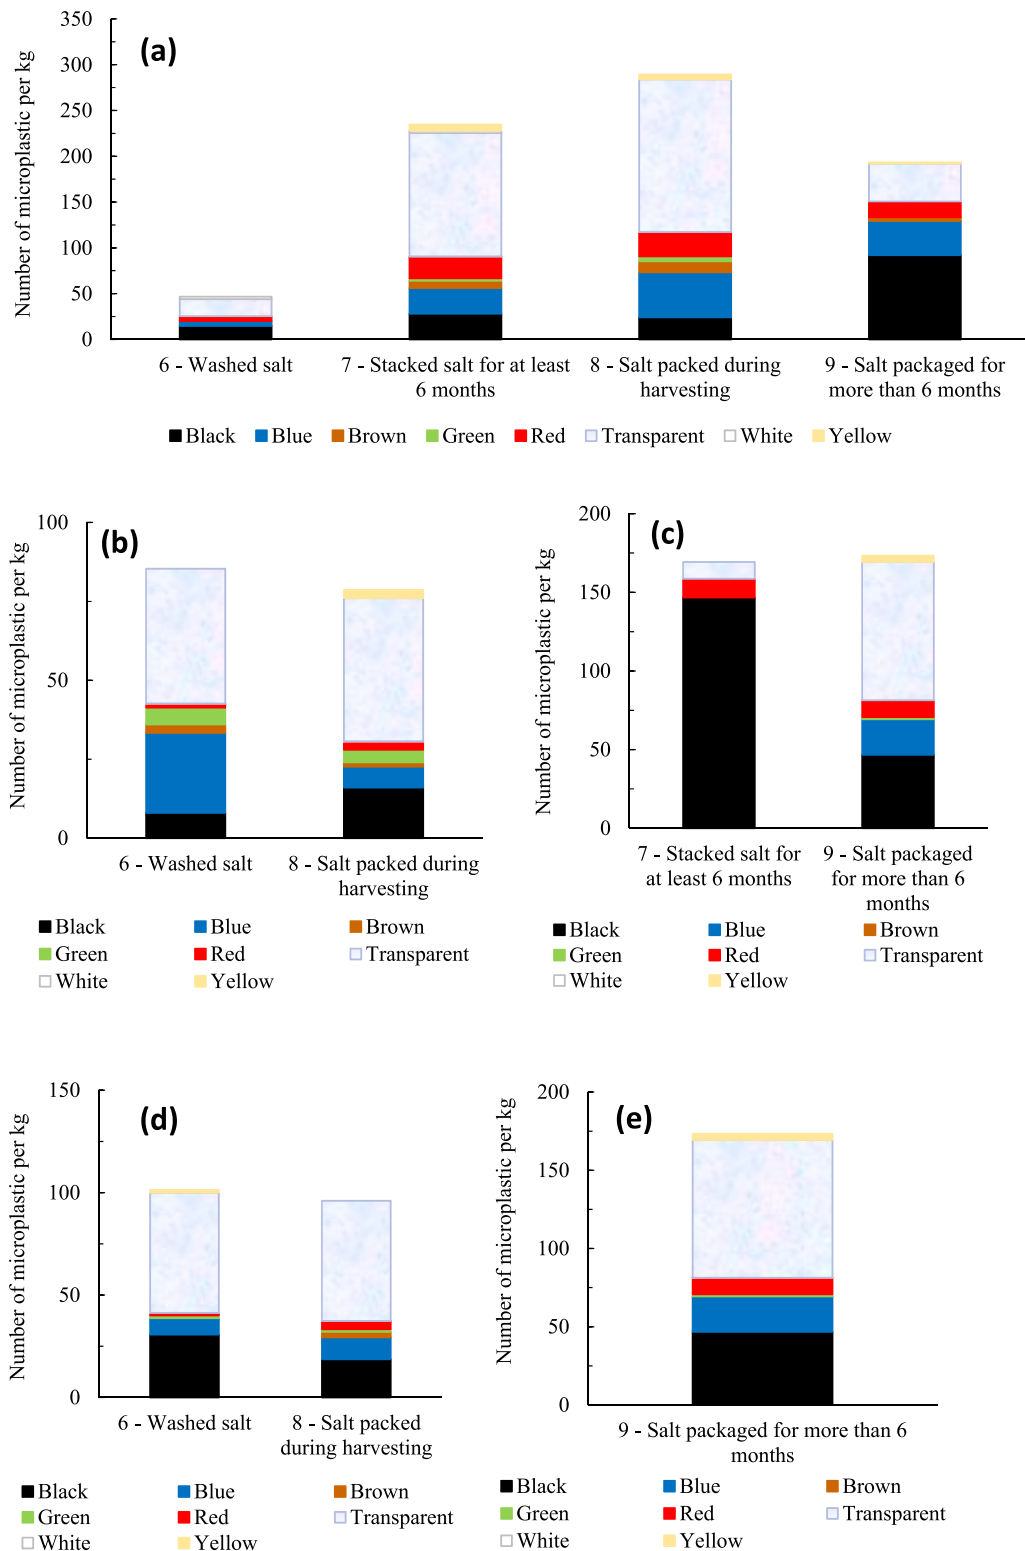 (a)
Number of microplastic per kg
350
300
250
200
150
100
50
0
6 - Washed salt
7 - Stacked salt for at least
6 months
8 - Salt packed during
harvesting
9 - Salt packaged for
more than 6 months
Black Blue Brown Green Red Transparent White Yellow
(b)
Number of microplastic per kg
100
50
0
6 - Washed salt
8 - Salt packed during
harvesting
Black Blue Brown
Green Red Transparent
White Yellow
(c)
Number of microplastic per kg
200
150
100
50
0
7 - Stacked salt for
at least 6 months
9 - Salt packaged
for more than 6
months
Black Blue Brown
Green Red Transparent
White Yellow
(d)
Number of microplastic per kg
150
100
50
0
6 - Washed salt
8 - Salt packed
during harvesting
Black Blue Brown
Green Red Transparent
White Yellow
(e)
Number of microplastic per kg
200
150
100
50
0
9 - Salt packaged for more than 6
months
Black Blue Brown
Green Red Transparent
White Yellow